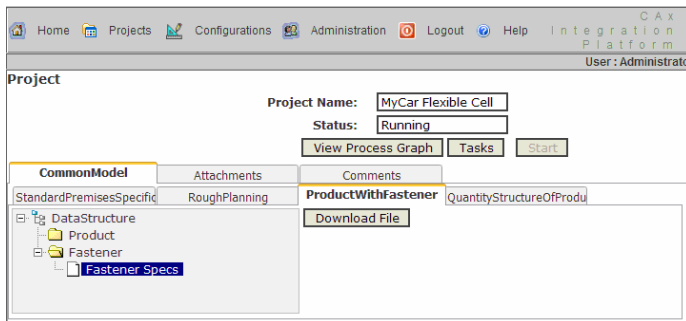 Home Projects Configurations Administration Logout Help
CAx
Integration
Platform
User : Administrato
Project
Project Name: MyCar Flexible Cell
Status: Running
View Process Graph Tasks Start
CommonModel Attachments Comments
StandardPremisesSpecific RoughPlanning ProductWithFastener QuantityStructureOfProdu
DataStructure
Download File
Product
Fastener
Fastener Specs